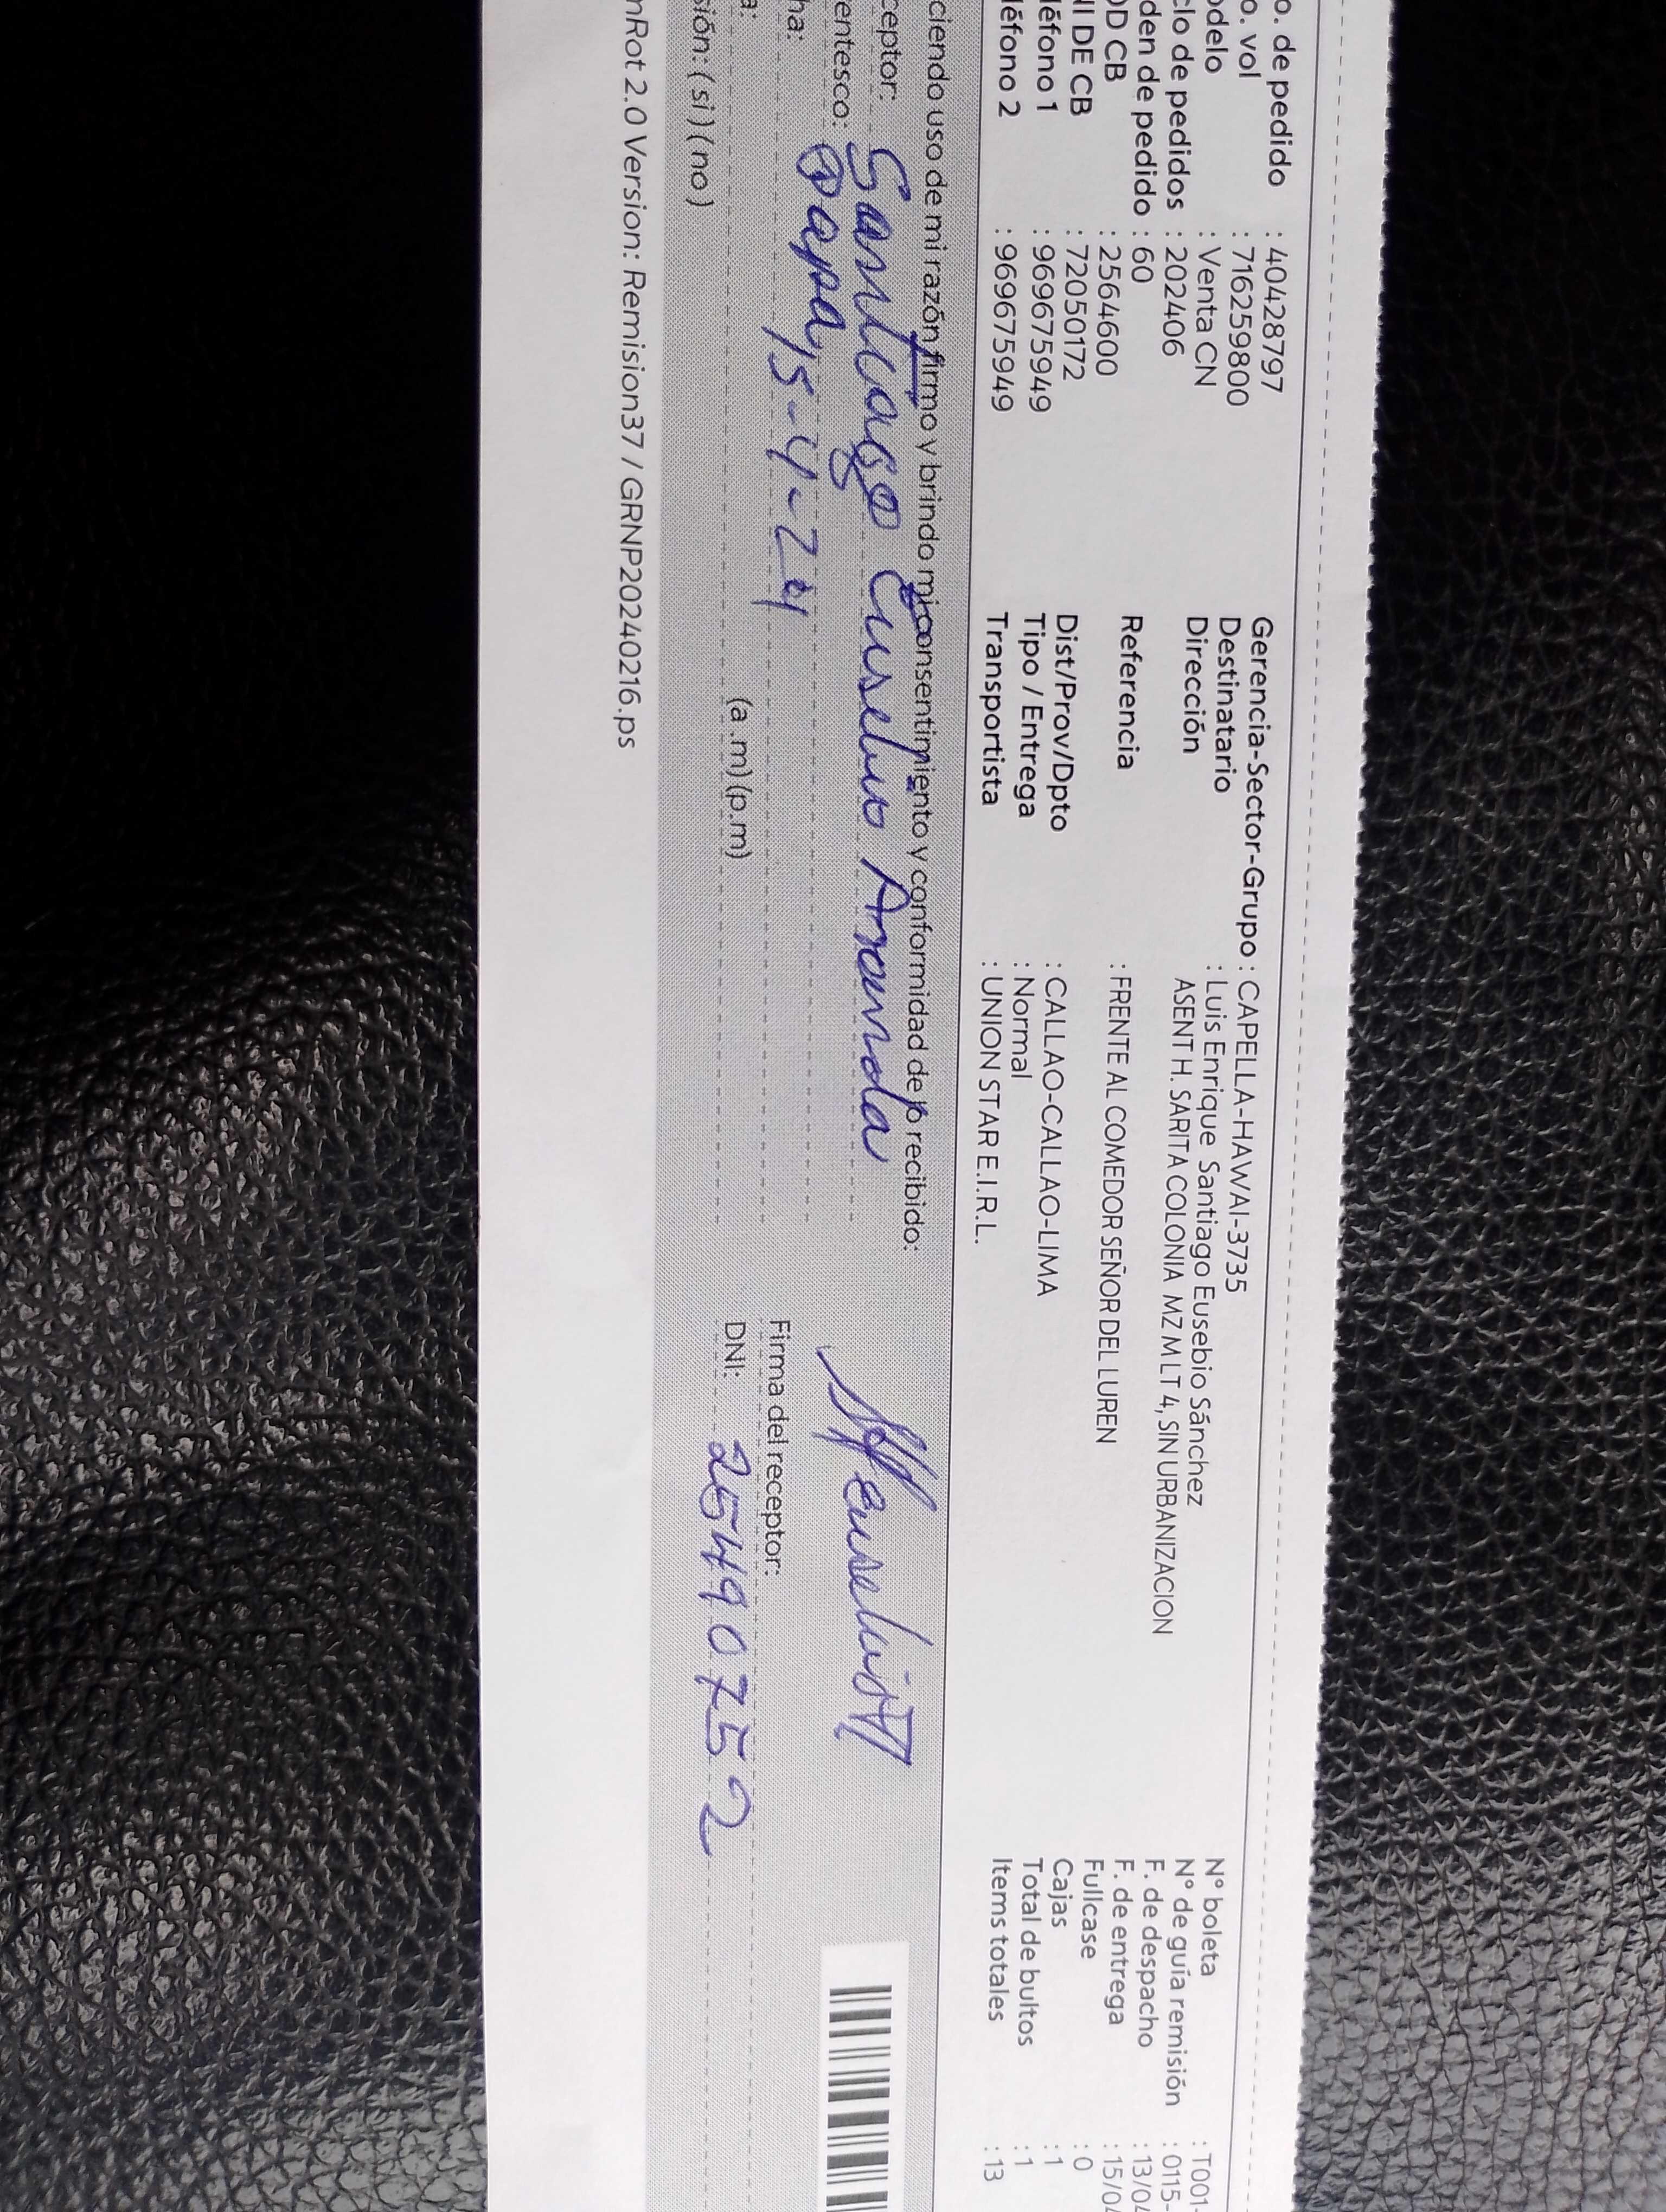 o. de pedido : 40428797
o. vol : 716259800
odelo : Venta CN
clo de pedidos : 202406
den de pedido : 60
OD CB : 2564600
NI DE CB : 72050172
léfono 1 : 969675949
léfono 2 : 969675949
Gerencia-Sector-Grupo : CAPELLA-HAWAI-3735
Destinatario : Luis Enrique Santiago Eusebio Sánchez
Dirección ASENT H. SARITA COLONIA MZ M LT 4, SIN URBANIZACION
Referencia : FRENTE AL COMEDOR SEÑOR DEL LUREN
Dist/Prov/Dpto : CALLAO-CALLAO-LIMA
Tipo / Entrega : Normal
Transportista : UNION STAR E.I.R.L.
N° boleta : T001-
N° de guía remisión : 0115-
F. de despacho : 13/04
F. de entrega : 15/04
Fullcase : 0
Cajas : 1
Total de bultos : 1
Items totales : 13
ciendo uso de mi razón firmo y brindo mi consentimiento y conformidad de lo recibido:
ceptor: Santiago Eusebio Aranda
entesco: Papa
ha: 15-4-24
a: (a.m) (p.m)
sión: (si) (no)
Firma del receptor:
DNI: 25490752
nRot 2.0 Version: Remision37 / GRNP20240216.ps